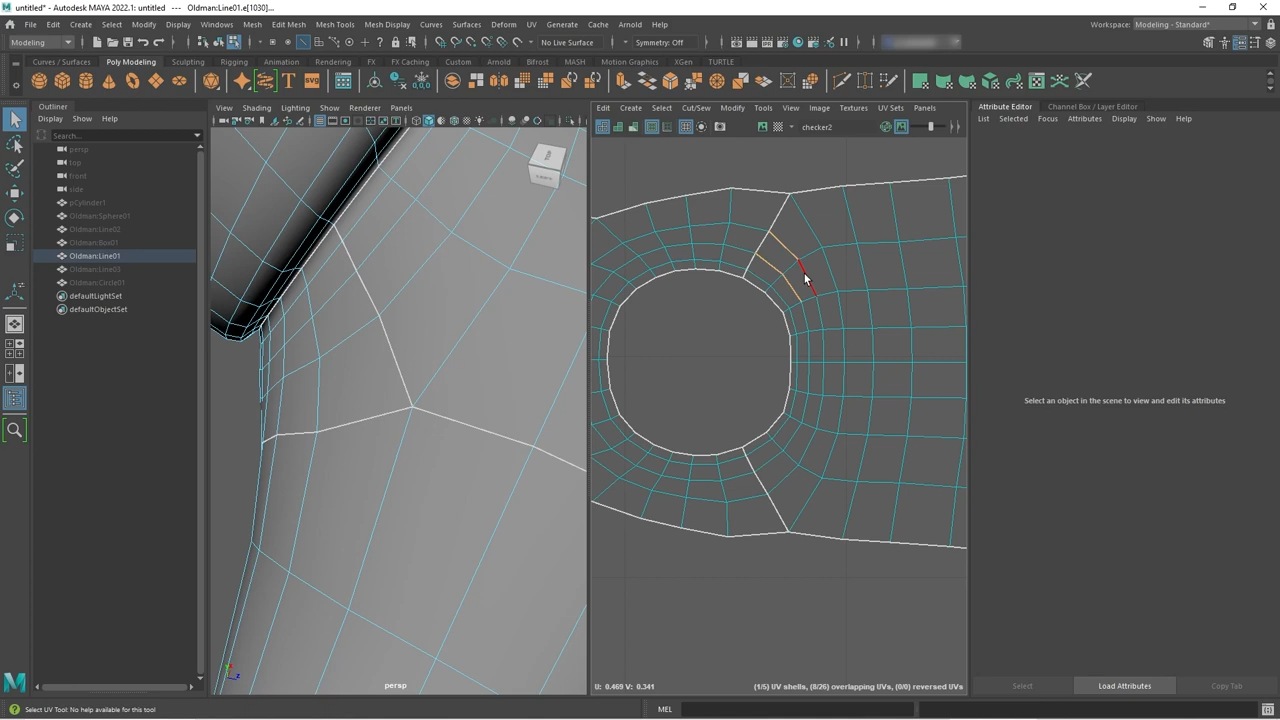 untitled* - Autodesk MAYA 2022.1: untitled --- Oldman:Line01.e[1030]...
File Edit Create Select Modify Display Windows Mesh Edit Mesh Mesh Tools Mesh Display Curves Surfaces Deform UV Generate Cache Arnold Help
Workspace: Modeling - Standard*
Modeling No Live Surface Symmetry: Off
Curves / Surfaces Poly Modeling Sculpting Rigging Animation Rendering FX FX Caching Custom Arnold Bifrost MASH Motion Graphics XGen TURTLE
Outliner
Display Show Help
Search...
persp
top
front
side
pCylinder1
Oldman:Sphere01
Oldman:Line02
Oldman:Box01
Oldman:Line01
Oldman:Line03
Oldman:Circle01
defaultLightSet
defaultObjectSet
View Shading Lighting Show Renderer Panels
TOP
persp
Edit Create Select Cut/Sew Modify Tools View Image Textures UV Sets Panels
checker2
U: 0.469 V: 0.341
(1/5) UV shells, (8/26) overlapping UVs, (0/0) reversed UVs
Attribute Editor Channel Box / Layer Editor
List Selected Focus Attributes Display Show Help
Select an object in the scene to view and edit its attributes
Select Load Attributes Copy Tab
Select UV Tool: No help available for this tool
MEL